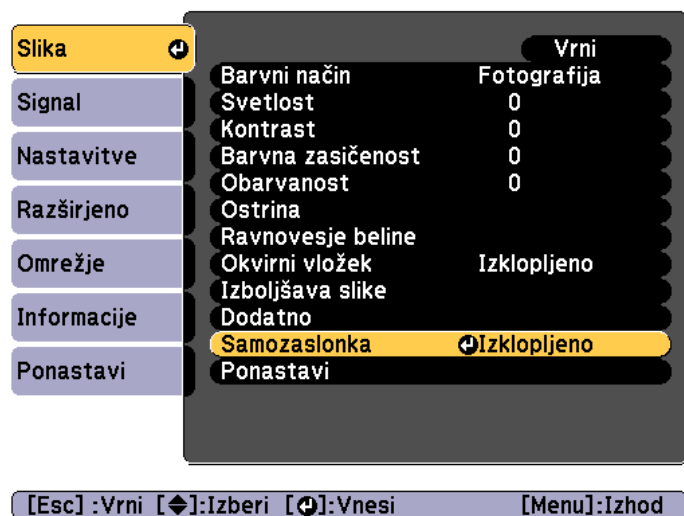 Slika
Signal
Nastavitve
Razširjeno
Omrežje
Informacije
Ponastavi
Vrni
Barvni način Fotografija
Svetlost 0
Kontrast 0
Barvna zasičenost 0
Obarvanost 0
Ostrina
Ravnovesje beline
Okvirni vložek Izklopljeno
Izboljšava slike
Dodatno
Samozaslonka Izklopljeno
Ponastavi
[Esc] :Vrni [◆]:Izberi [↵]:Vnesi [Menu]:Izhod